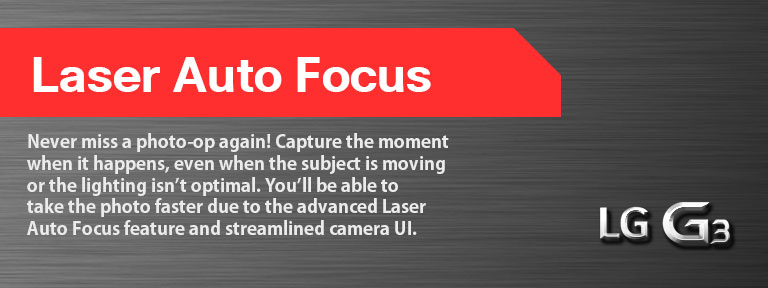 Laser Auto Focus
Never miss a photo-op again! Capture the moment
when it happens, even when the subject is moving
or the lighting isn’t optimal. You’ll be able to
take the photo faster due to the advanced Laser
Auto Focus feature and streamlined camera UI.
LG G3